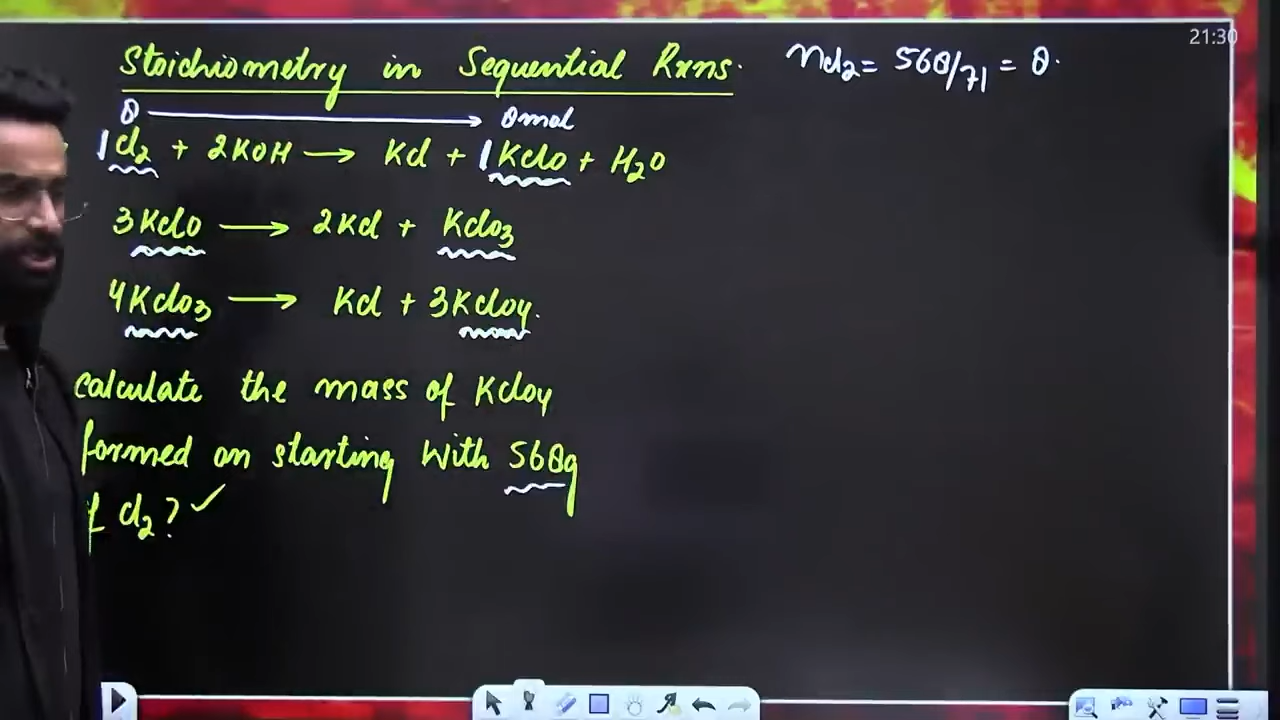 21:30
Stoichiometry in Sequential Rxns.
nCl2 = 568/71 = 8.
8 ⟶ 8mol
1Cl2 + 2KOH ⟶ KCl + 1KClO + H2O
3KClO ⟶ 2KCl + KClO3
4KClO3 ⟶ KCl + 3KClO4.
calculate the mass of KClO4
formed on starting with 568g
f Cl2? ✓